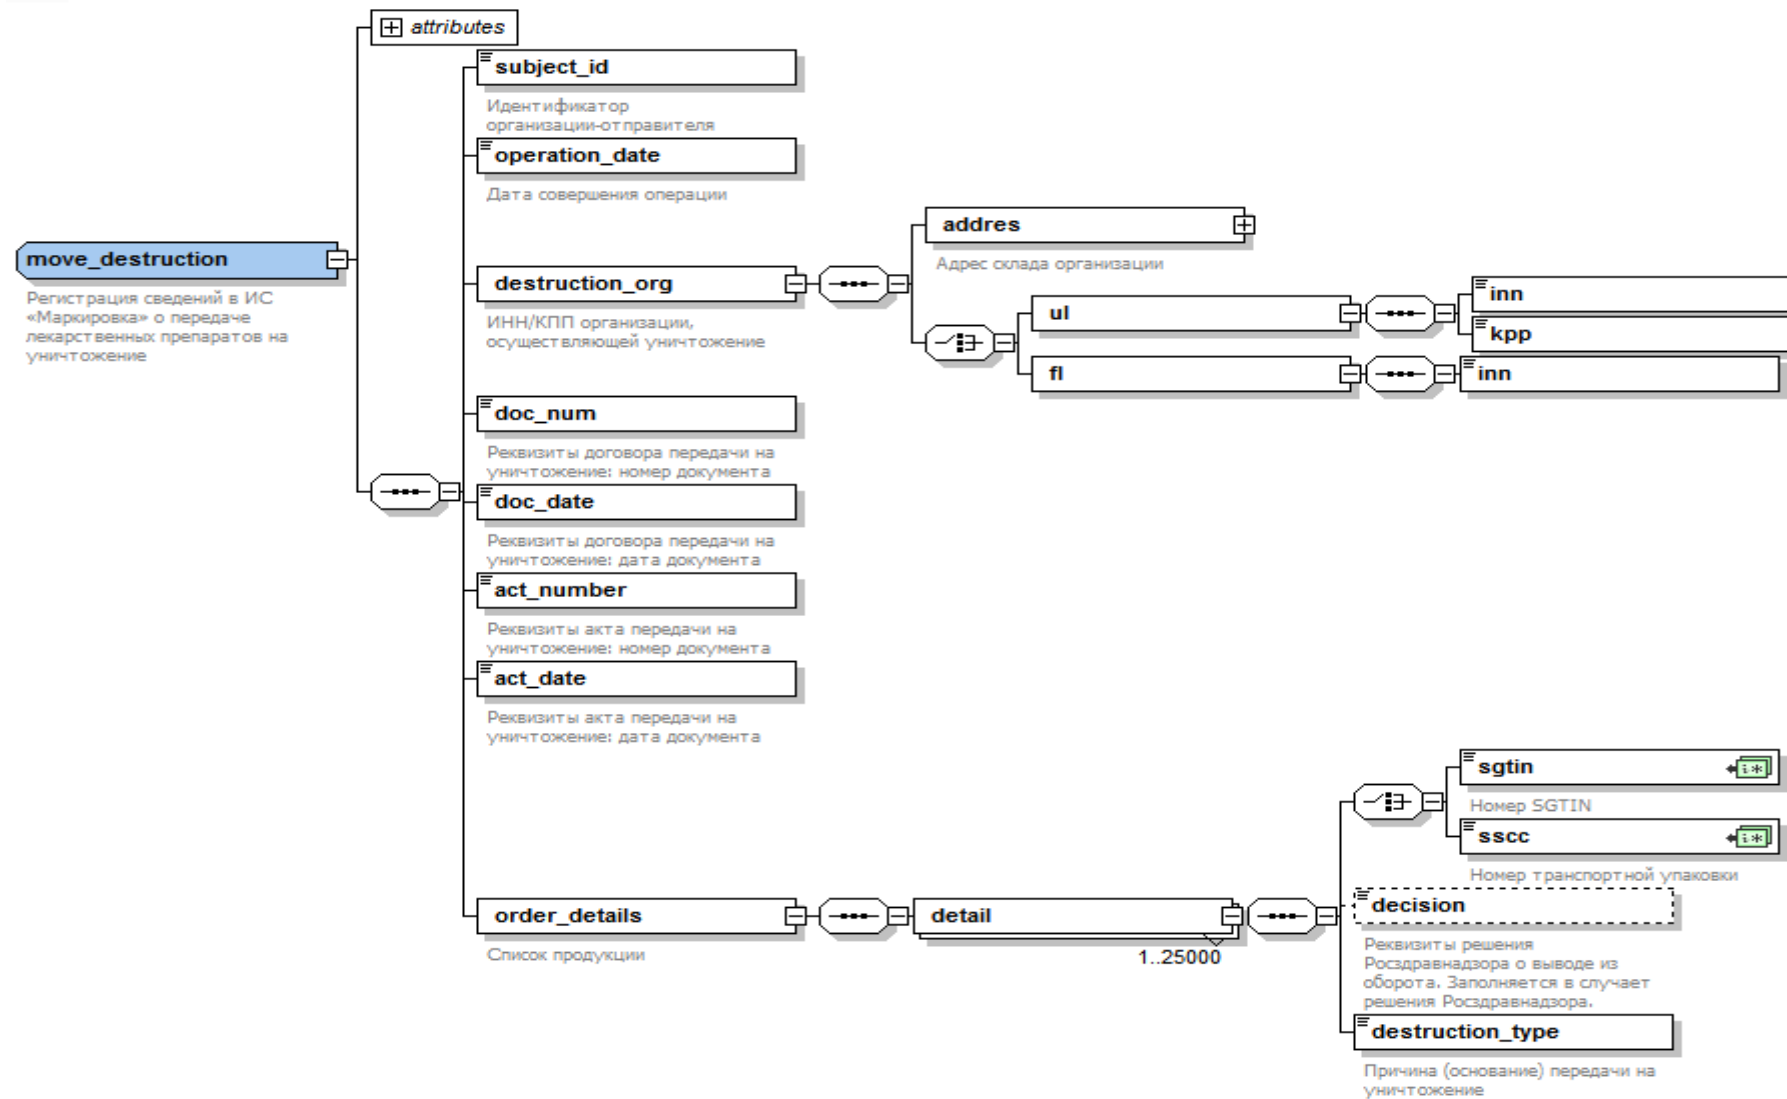 attributes
subject_id
Идентификатор
организации-отправителя
operation_date
Дата совершения операции
move_destruction
Регистрация сведений в ИС
«Маркировка» о передаче
лекарственных препаратов на
уничтожение
destruction_org
ИНН/КПП организации,
осуществляющей уничтожение
addres
Адрес склада организации
ul
inn
kpp
fl
inn
doc_num
Реквизиты договора передачи на
уничтожение: номер документа
doc_date
Реквизиты договора передачи на
уничтожение: дата документа
act_number
Реквизиты акта передачи на
уничтожение: номер документа
act_date
Реквизиты акта передачи на
уничтожение: дата документа
order_details
Список продукции
detail
1..25000
sgtin
i*
Номер SGTIN
sscc
i*
Номер транспортной упаковки
decision
Реквизиты решения
Росздравнадзора о выводе из
оборота. Заполняется в случает
решения Росздравнадзора.
destruction_type
Причина (основание) передачи на
уничтожение